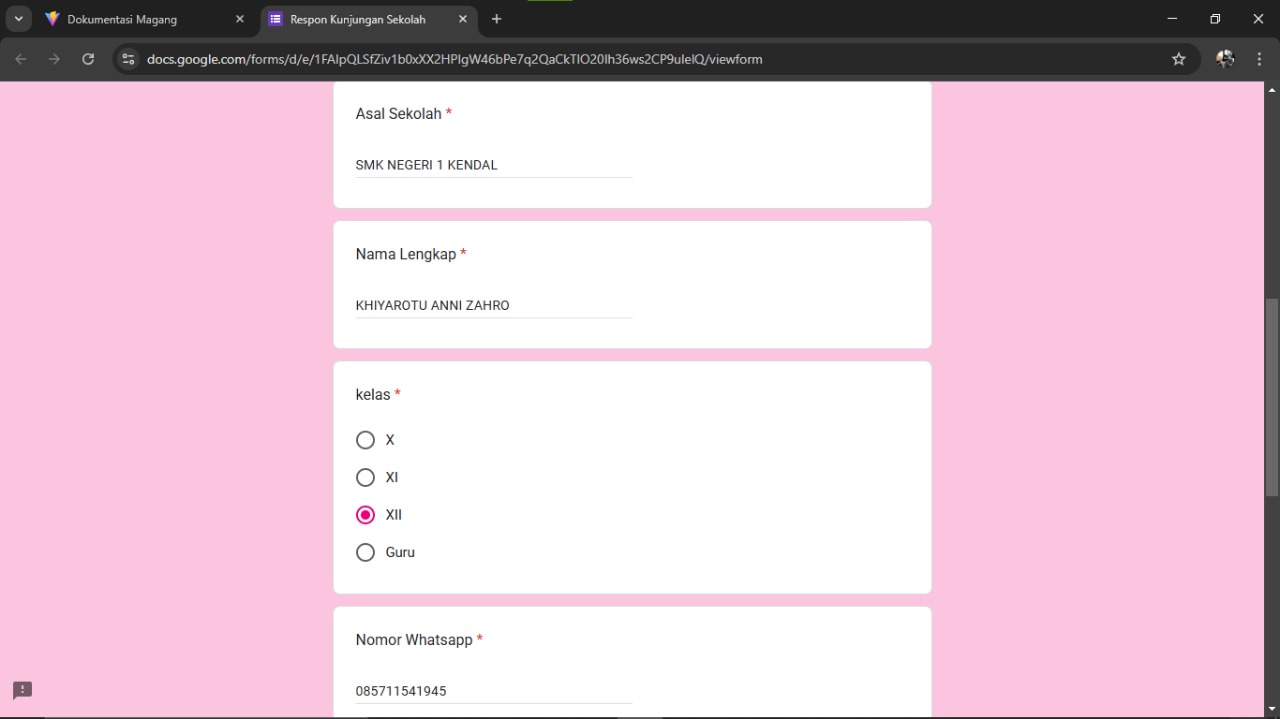 Dokumentasi Magang
Respon Kunjungan Sekolah
docs.google.com/forms/d/e/1FAIpQLSfZiv1b0xXX2HPlgW46bPe7q2QaCkTIO20Ih36ws2CP9uleIQ/viewform
Asal Sekolah *
SMK NEGERI 1 KENDAL
Nama Lengkap *
KHIYAROTU ANNI ZAHRO
kelas *
X
XI
XII
Guru
Nomor Whatsapp *
085711541945